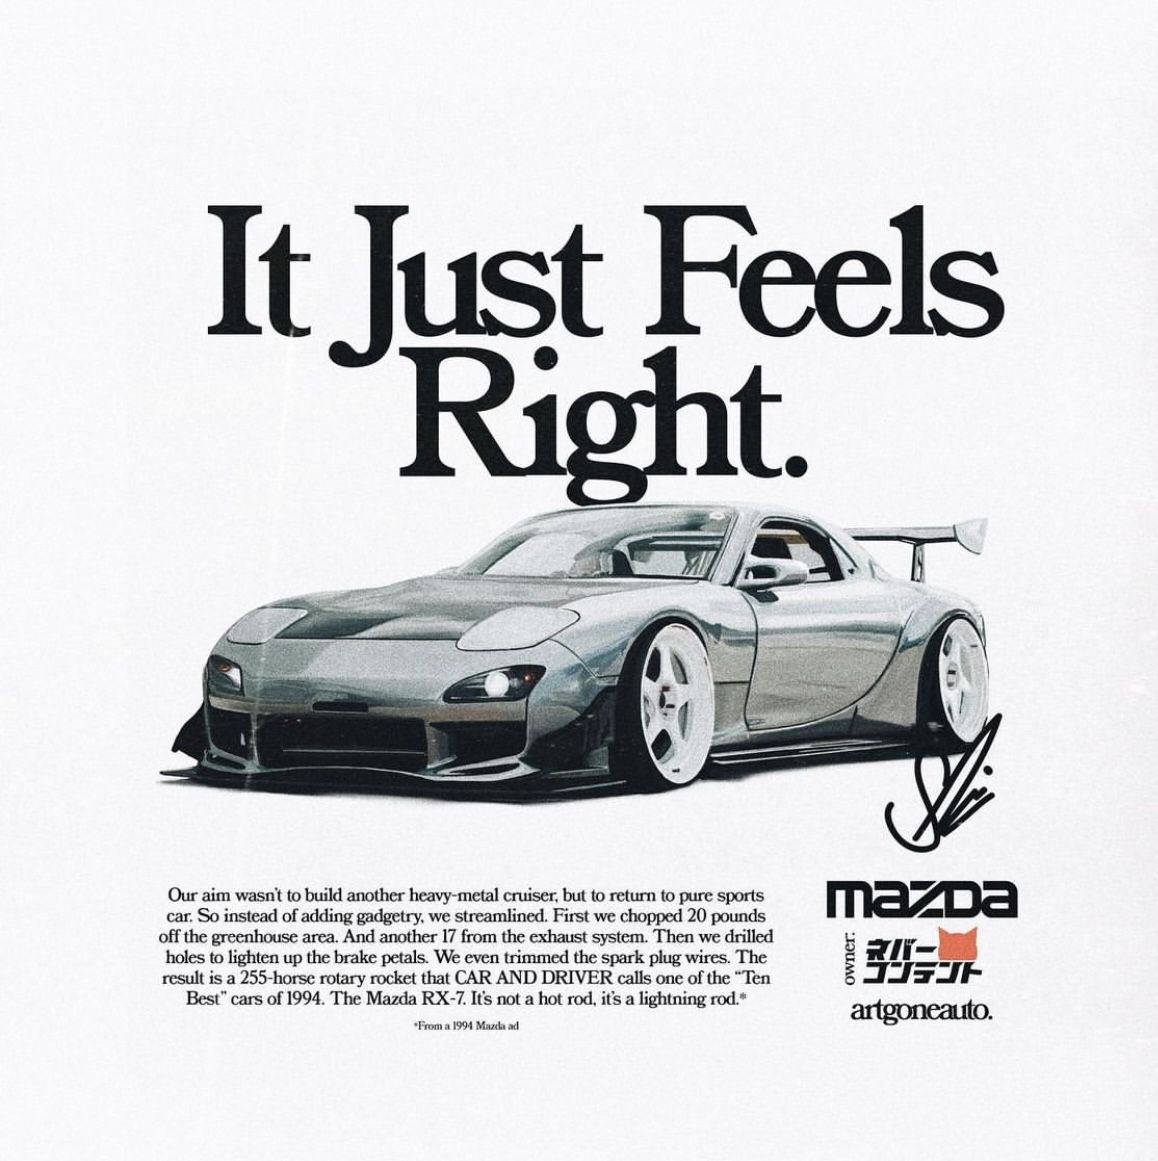 It Just Feels
Right.
Our aim wasn't to build another heavy-metal cruiser, but to return to pure sports
car. So instead of adding gadgetry, we streamlined. First we chopped 20 pounds
off the greenhouse area. And another 17 from the exhaust system. Then we drilled
holes to lighten up the brake petals. We even trimmed the spark plug wires. The
result is a 255-horse rotary rocket that CAR AND DRIVER calls one of the “Ten
Best” cars of 1994. The Mazda RX-7. It's not a hot rod, it's a lightning rod.*
*From a 1994 Mazda ad
mazda
owner:
ネバー
コンテント
artgoneauto.